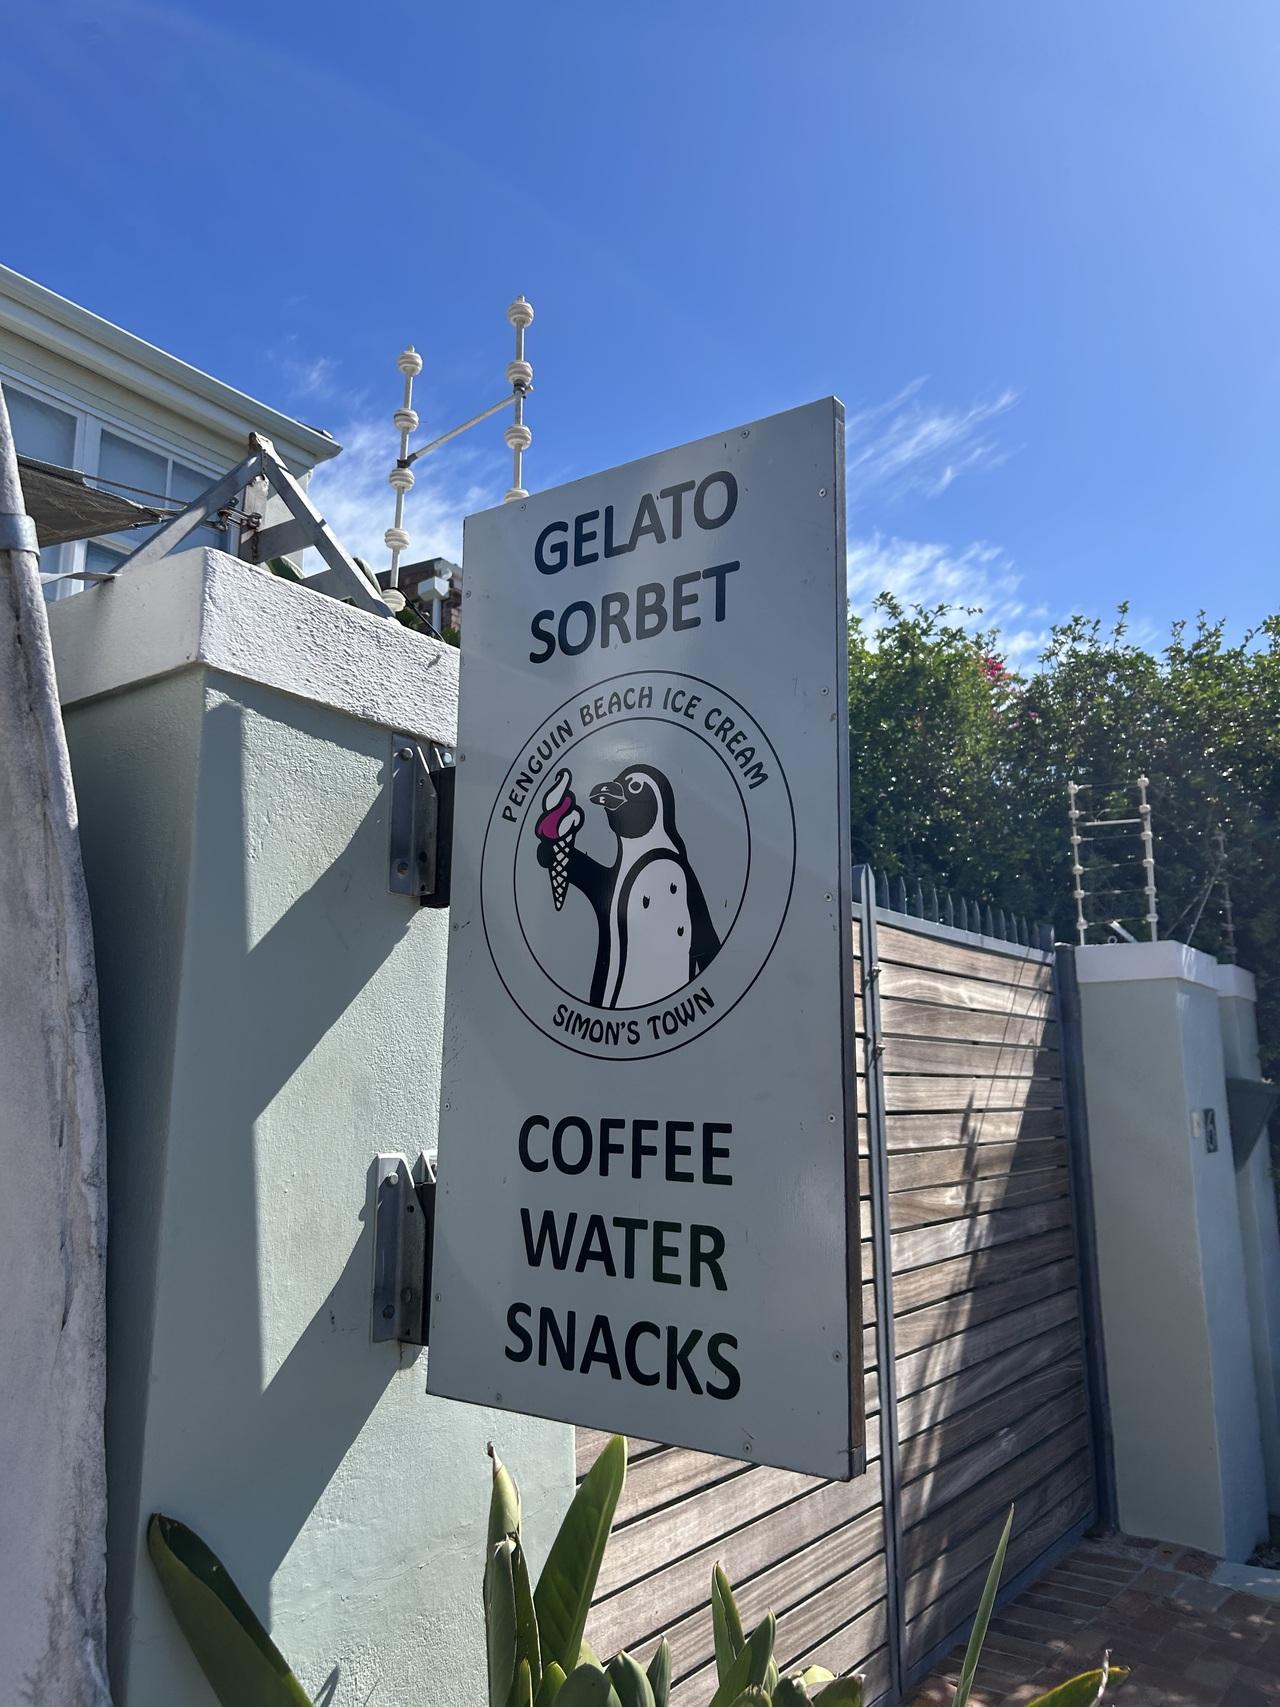 GELATO
SORBET
PENGUIN BEACH ICE CREAM
SIMON'S TOWN
COFFEE
WATER
SNACKS